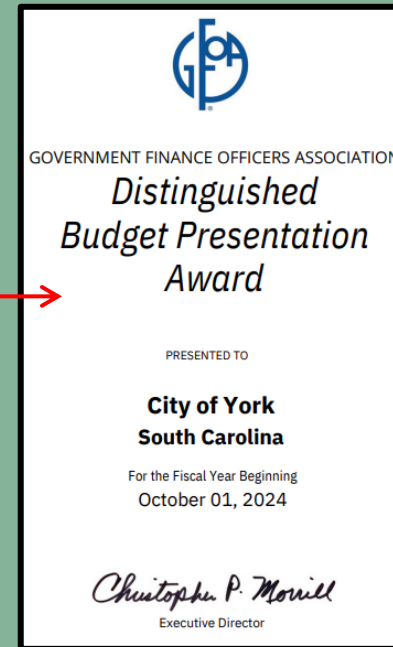 GFOA
GOVERNMENT FINANCE OFFICERS ASSOCIATION
Distinguished
Budget Presentation
Award
PRESENTED TO
City of York
South Carolina
For the Fiscal Year Beginning
October 01, 2024
Christopher P. Morrill
Executive Director